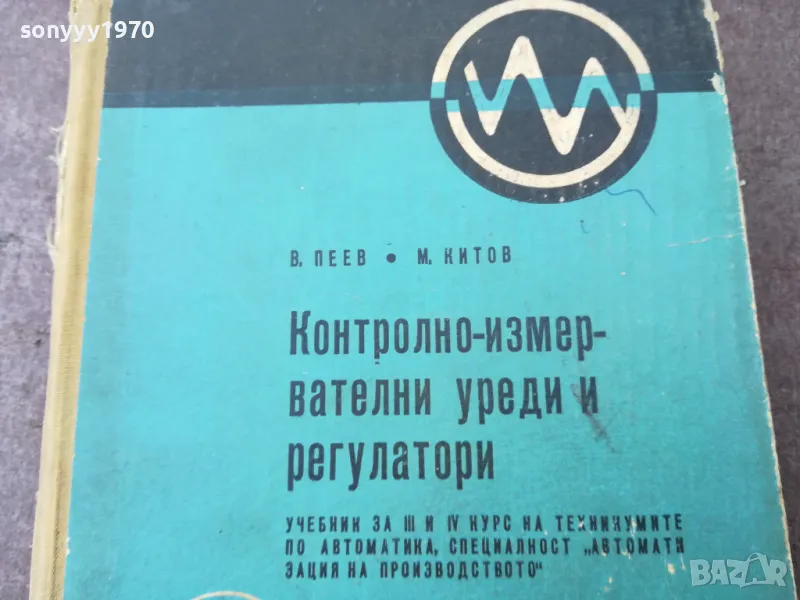 sonyyy1970
В. ПЕЕВ • М. КИТОВ
Контролно-измер-
вателни уреди и
регулатори
УЧЕБНИК ЗА III И IV КУРС НА ТЕХНИКУМИТЕ
ПО АВТОМАТИКА, СПЕЦИАЛНОСТ „АВТОМАТИ
ЗАЦИЯ НА ПРОИЗВОДСТВОТО“
BAZAR